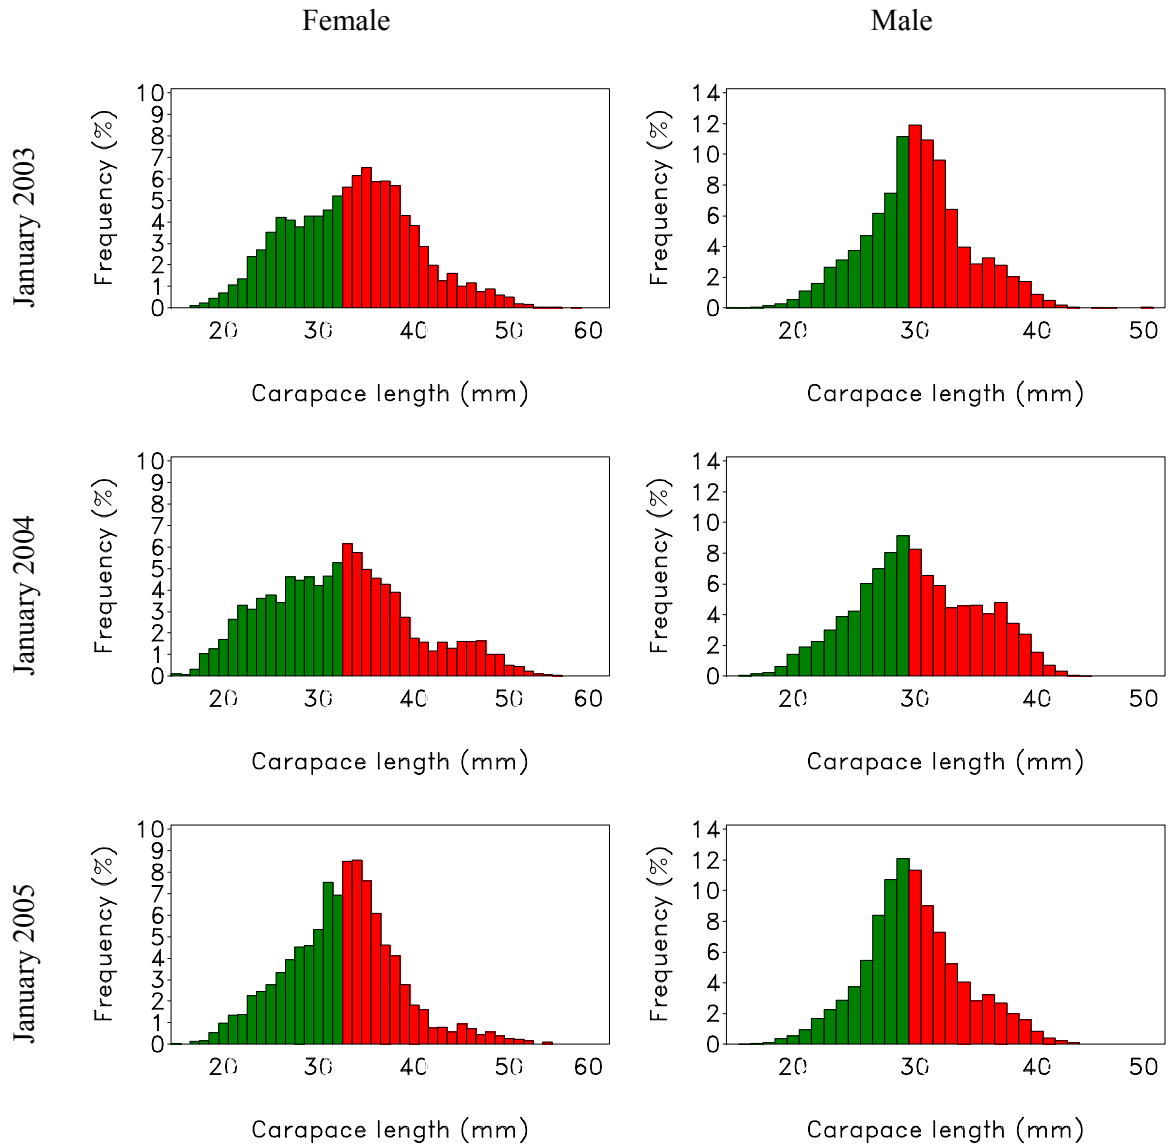 Female Male
January 2003
Frequency (%)
10
9
8
7
6
5
4
3
2
1
0
20 30 40 50 60
Carapace length (mm)
Frequency (%)
14
12
10
8
6
4
2
0
20 30 40 50
Carapace length (mm)
January 2004
Frequency (%)
10
9
8
7
6
5
4
3
2
1
0
20 30 40 50 60
Carapace length (mm)
Frequency (%)
14
12
10
8
6
4
2
0
20 30 40 50
Carapace length (mm)
January 2005
Frequency (%)
10
9
8
7
6
5
4
3
2
1
0
20 30 40 50 60
Carapace length (mm)
Frequency (%)
14
12
10
8
6
4
2
0
20 30 40 50
Carapace length (mm)